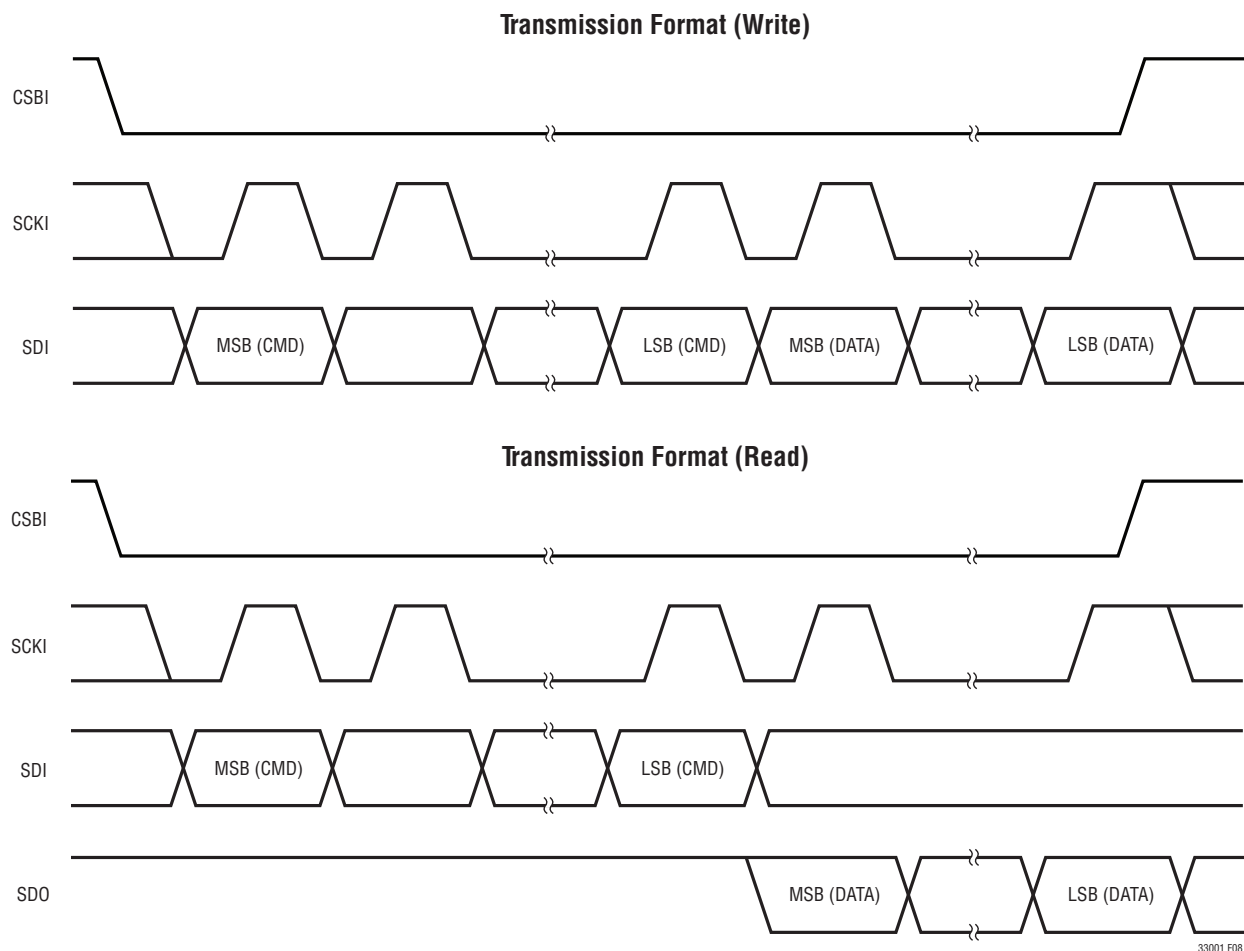 Transmission Format (Write)
CSBI
SCKI
SDI
MSB (CMD)
LSB (CMD)
MSB (DATA)
LSB (DATA)
Transmission Format (Read)
CSBI
SCKI
SDI
MSB (CMD)
LSB (CMD)
SDO
MSB (DATA)
LSB (DATA)
33001 F08